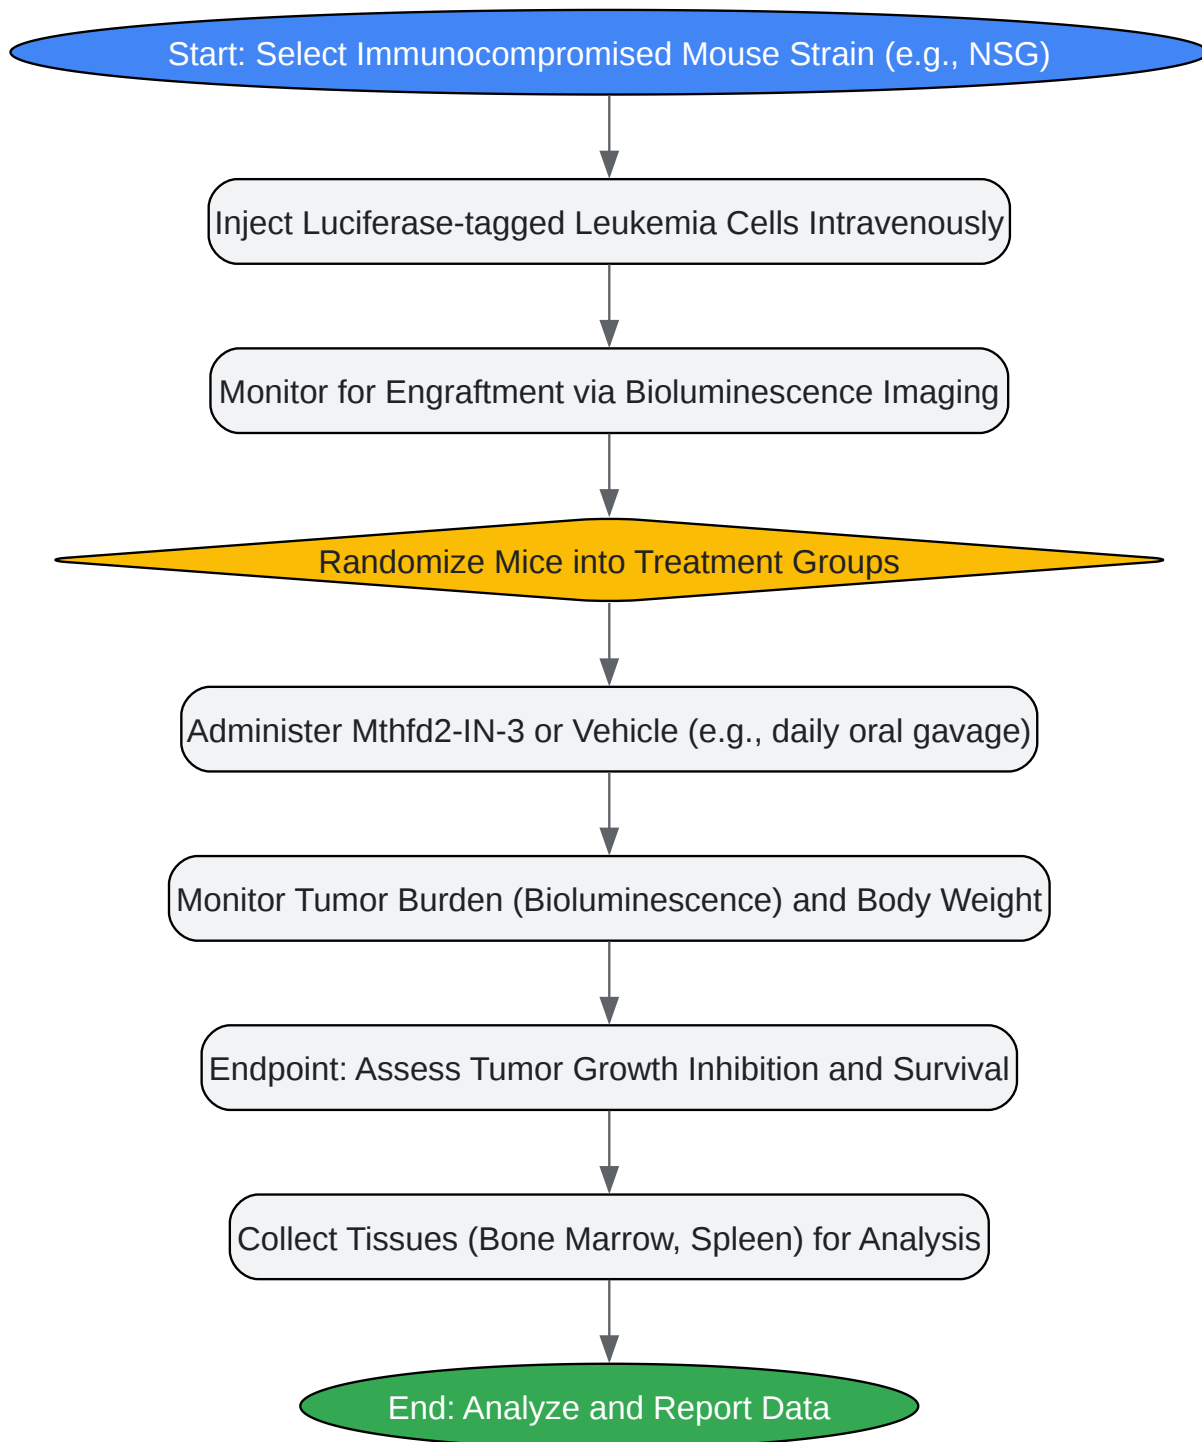 Start: Select Immunocompromised Mouse Strain (e.g., NSG)
Inject Luciferase-tagged Leukemia Cells Intravenously
Monitor for Engraftment via Bioluminescence Imaging
Randomize Mice into Treatment Groups
Administer Mthfd2-IN-3 or Vehicle (e.g., daily oral gavage)
Monitor Tumor Burden (Bioluminescence) and Body Weight
Endpoint: Assess Tumor Growth Inhibition and Survival
Collect Tissues (Bone Marrow, Spleen) for Analysis
End: Analyze and Report Data